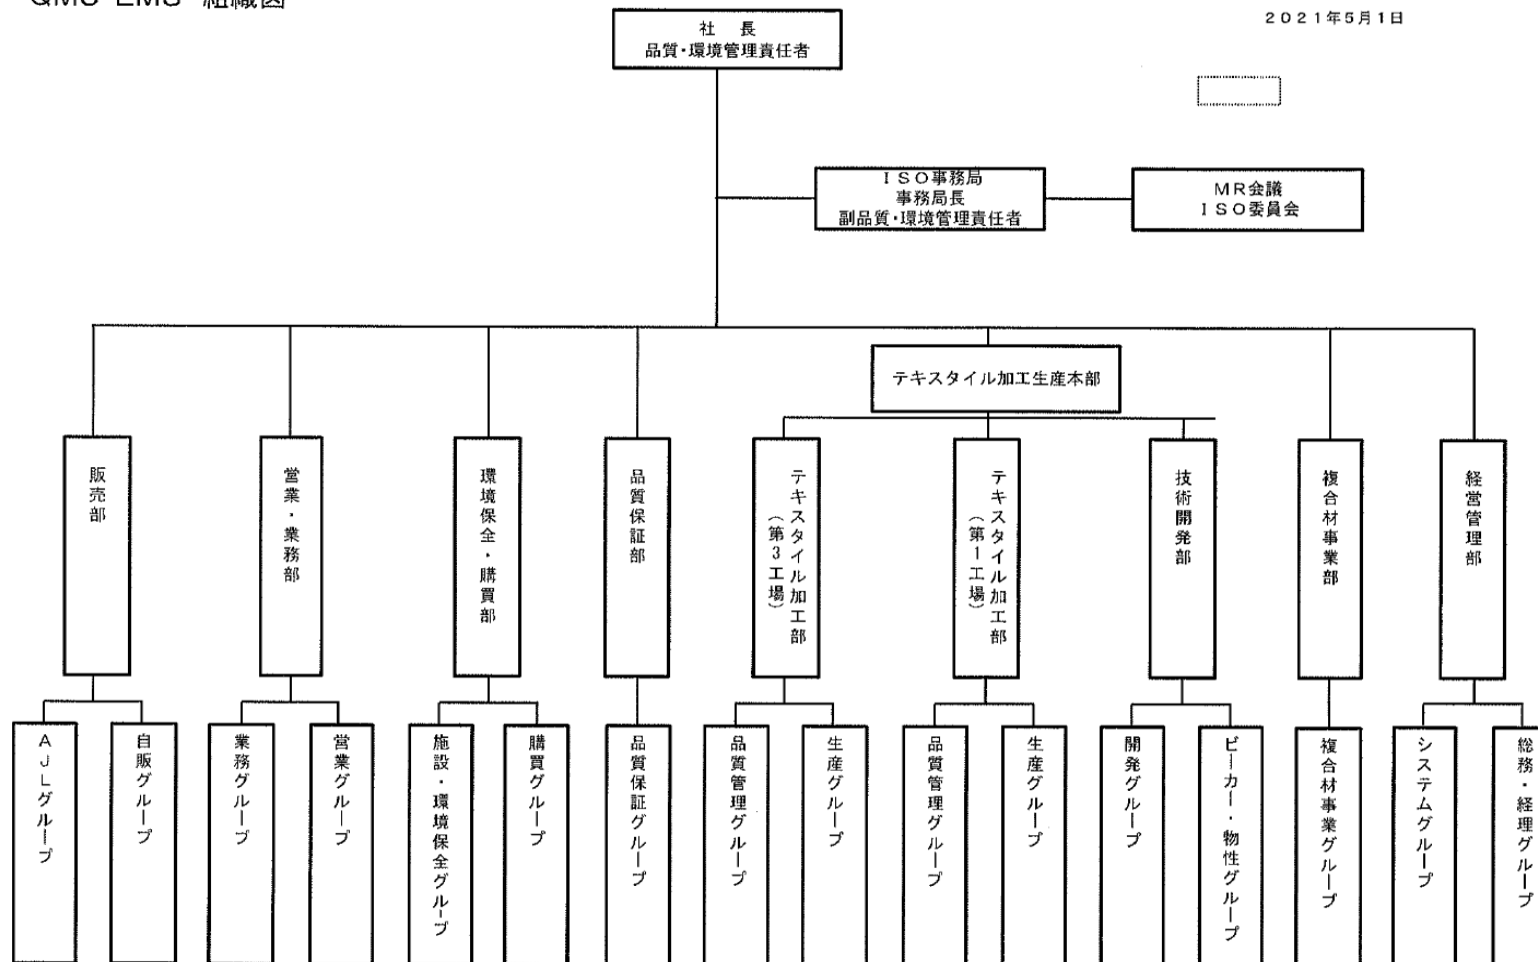 QMS EMS 組織図
2021年5月1日
社　長
品質・環境管理責任者
ISO事務局
事務局長
副品質・環境管理責任者
MR会議
ISO委員会
テキスタイル加工生産本部
販売部
営業・業務部
環境保全・購買部
品質保証部
テキスタイル加工部
（第3工場）
テキスタイル加工部
（第1工場）
技術開発部
複合材事業部
経営管理部
AJLグループ
自販グループ
業務グループ
営業グループ
施設・環境保全グループ
購買グループ
品質保証グループ
品質管理グループ
生産グループ
品質管理グループ
生産グループ
開発グループ
ビーカー・物性グループ
複合材事業グループ
システムグループ
総務・経理グループ